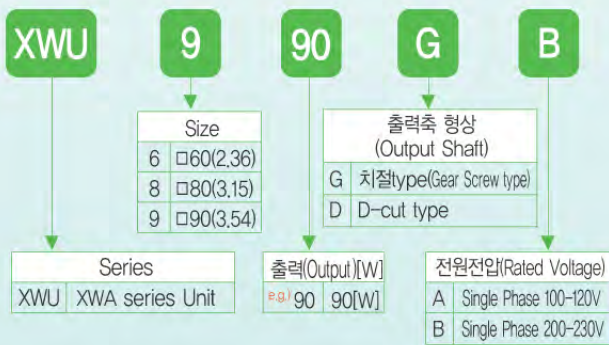 XWU 9 90 G B
Size
6 □60(2.36)
8 □80(3.15)
9 □90(3.54)
출력축 형상
(Output Shaft)
G 치절type(Gear Screw type)
D D-cut type
Series
XWU XWA series Unit
출력(Output)[W]
e.g.) 90 90[W]
전원전압(Rated Voltage)
A Single Phase 100-120V
B Single Phase 200-230V